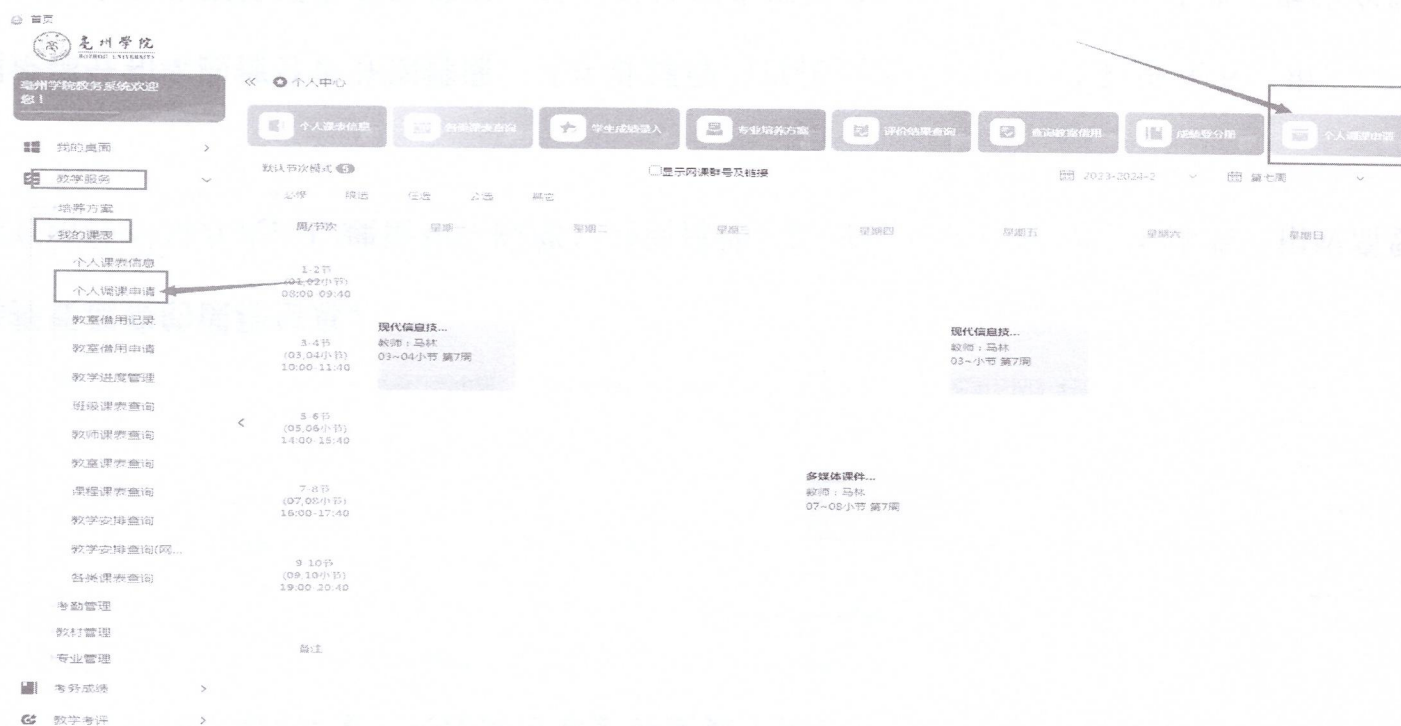 首页
亳州學院
BOZHOU UNIVERSITY
亳州学院教务系统欢迎
您！
个人中心
个人课表信息
各类课表查询
学生成绩录入
专业培养方案
评价结果查询
查询教室借用
成绩登分册
个人调课申请
我的桌面
教学服务
培养方案
我的课表
个人课表信息
个人调课申请
教室借用记录
教室借用申请
教学进度管理
班级课表查询
教师课表查询
教室课表查询
课程课表查询
教学安排查询
教学安排查询(网...
各类课表查询
考勤管理
教材管理
专业管理
考务成绩
教学考评
默认节次模式 5
显示网课群号及链接
2023-2024-2
第七周
必修 限选 任选 公选 其它
周/节次 星期一 星期二 星期三 星期四 星期五 星期六 星期日
1-2节
(01,02小节)
08:00-09:40
3-4节
(03,04小节)
10:00-11:40
现代信息技...
教师：马林
03~04小节 第7周
现代信息技...
教师：马林
03~小节 第7周
5-6节
(05,06小节)
14:00-15:40
7-8节
(07,08小节)
16:00-17:40
多媒体课件...
教师：马林
07~08小节 第7周
9-10节
(09,10小节)
19:00-20:40
备注